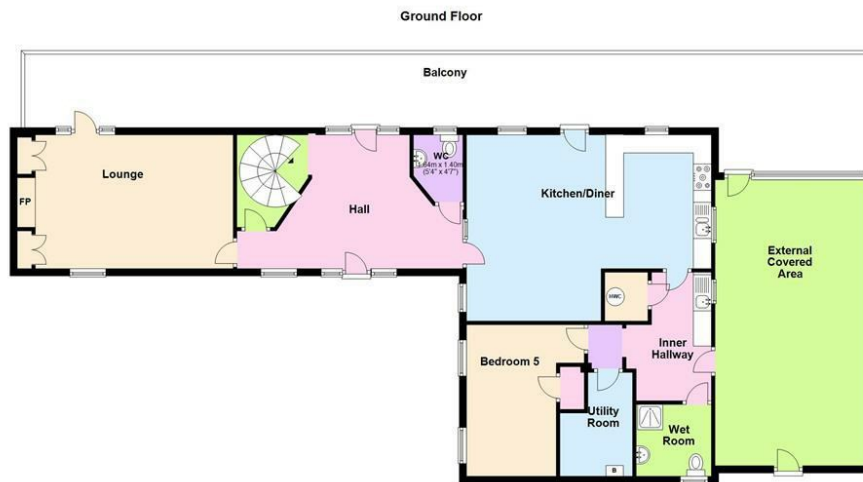 Ground Floor
Balcony
Lounge
FP
Hall
WC
1.64m x 1.40m
(5'4" x 4'7")
Kitchen/Diner
External
Covered
Area
HWC
Inner
Hallway
Bedroom 5
Utility
Room
Wet
Room
B